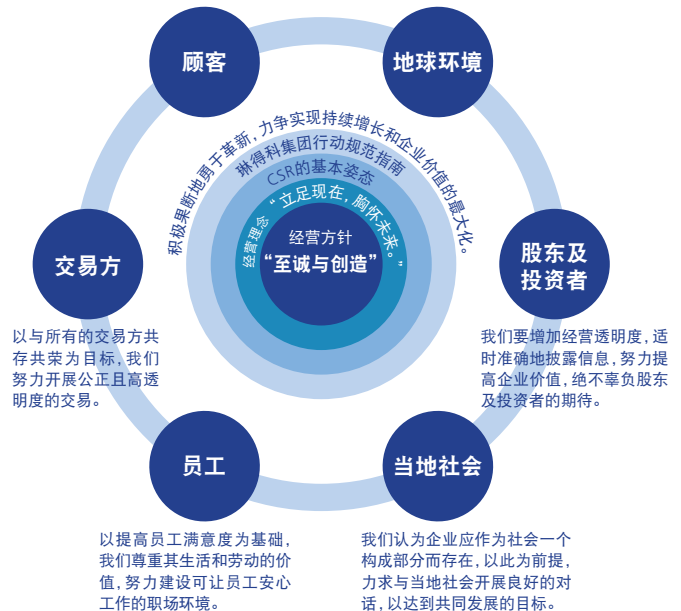 顾客
地球环境
积极果断地勇于革新，力争实现持续增长和企业价值的最大化。
琳得科集团行动规范指南
CSR的基本姿态
经营理念 “立足现在，胸怀未来。”
经营方针
“至诚与创造”
交易方
股东及
投资者
以与所有的交易方共
存共荣为目标，我们
努力开展公正且高透
明度的交易。
我们要增加经营透明度，适
时准确地披露信息，努力提
高企业价值，绝不辜负股东
及投资者的期待。
员工
当地社会
以提高员工满意度为基础，
我们尊重其生活和劳动的价
值，努力建设可让员工安心
工作的职场环境。
我们认为企业应作为社会一个
构成部分而存在，以此为前提，
力求与当地社会开展良好的对
话，以达到共同发展的目标。